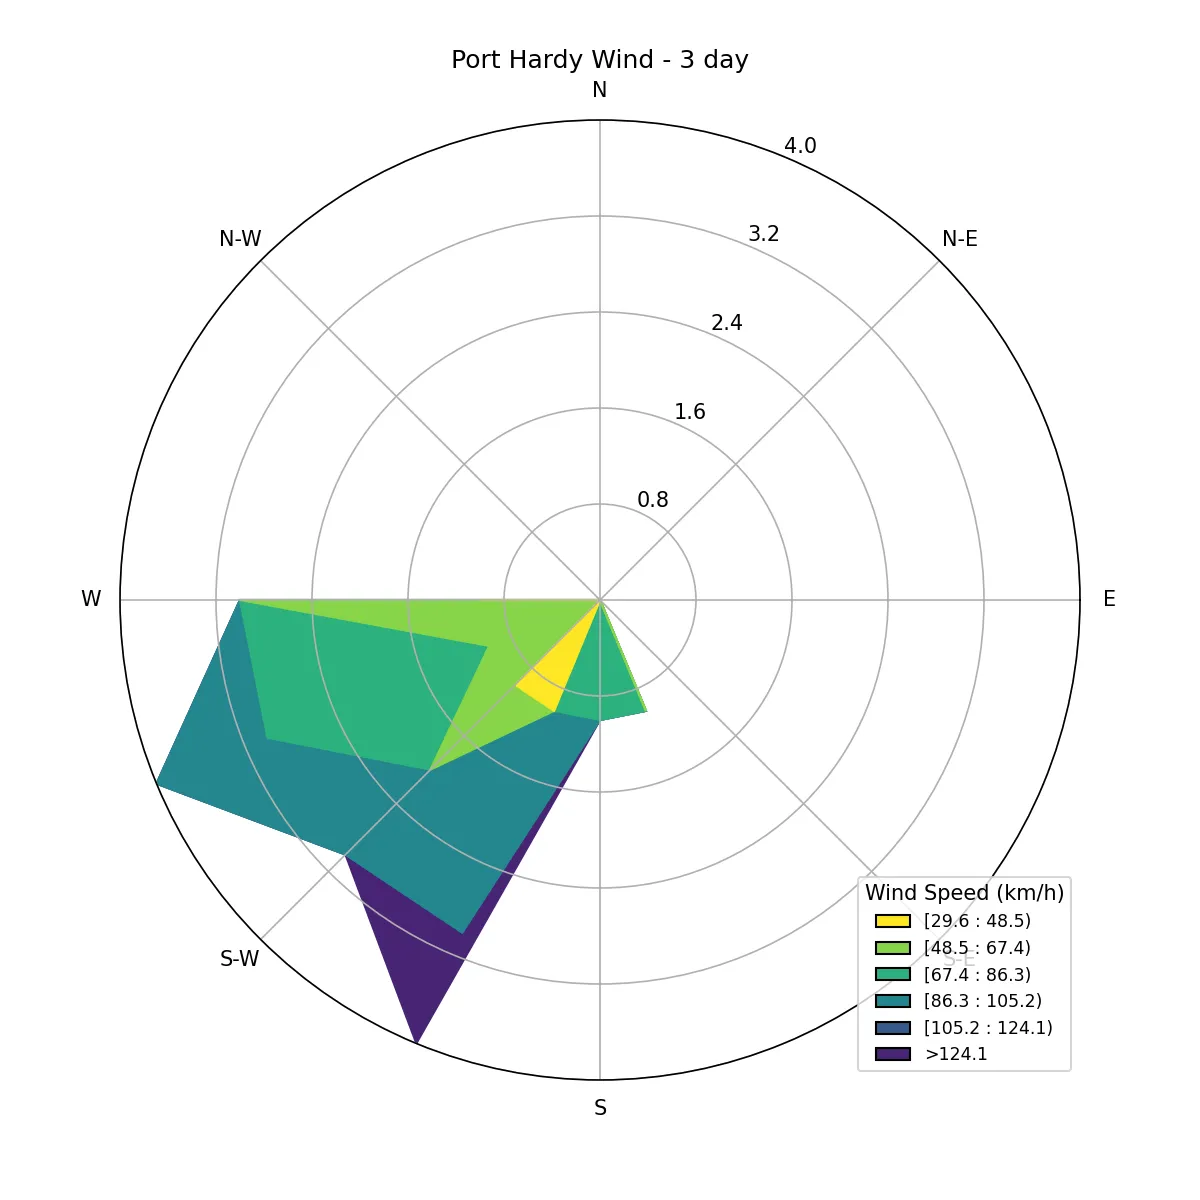 Port Hardy Wind - 3 day
N
4.0
N-W
3.2
N-E
2.4
1.6
0.8
W
E
Wind Speed (km/h)
[29.6 : 48.5)
[48.5 : 67.4)
S-W
S-E
[67.4 : 86.3)
[86.3 : 105.2)
[105.2 : 124.1)
>124.1
S